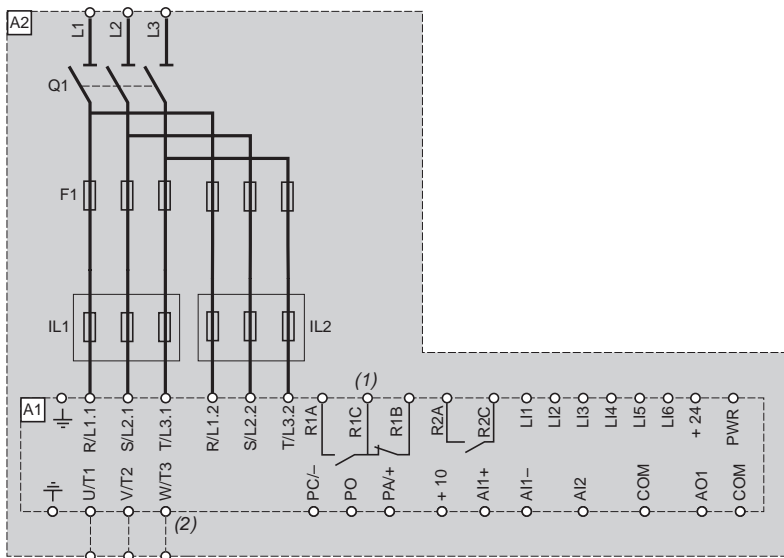 A2 L1 L2 L3
Q1
F1
IL1 IL2
(1)
A1 R/L1.1 S/L2.1 T/L3.1 R/L1.2 S/L2.2 T/L3.2 R1A R1C R1B R2A R2C LI1 LI2 LI3 LI4 LI5 LI6 + 24 PWR
U/T1 V/T2 W/T3 PC/– PO PA/+ + 10 AI1+ AI1– AI2 COM AO1 COM
(2)